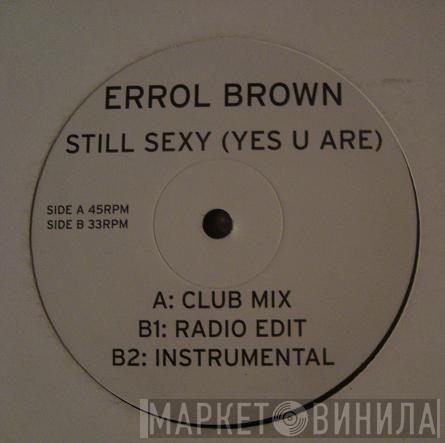 ERROL BROWN
STILL SEXY (YES U ARE)
SIDE A 45RPM
SIDE B 33RPM
A: CLUB MIX
B1: RADIO EDIT
B2: INSTRUMENTAL
МАРКЕТ ВИНИЛА